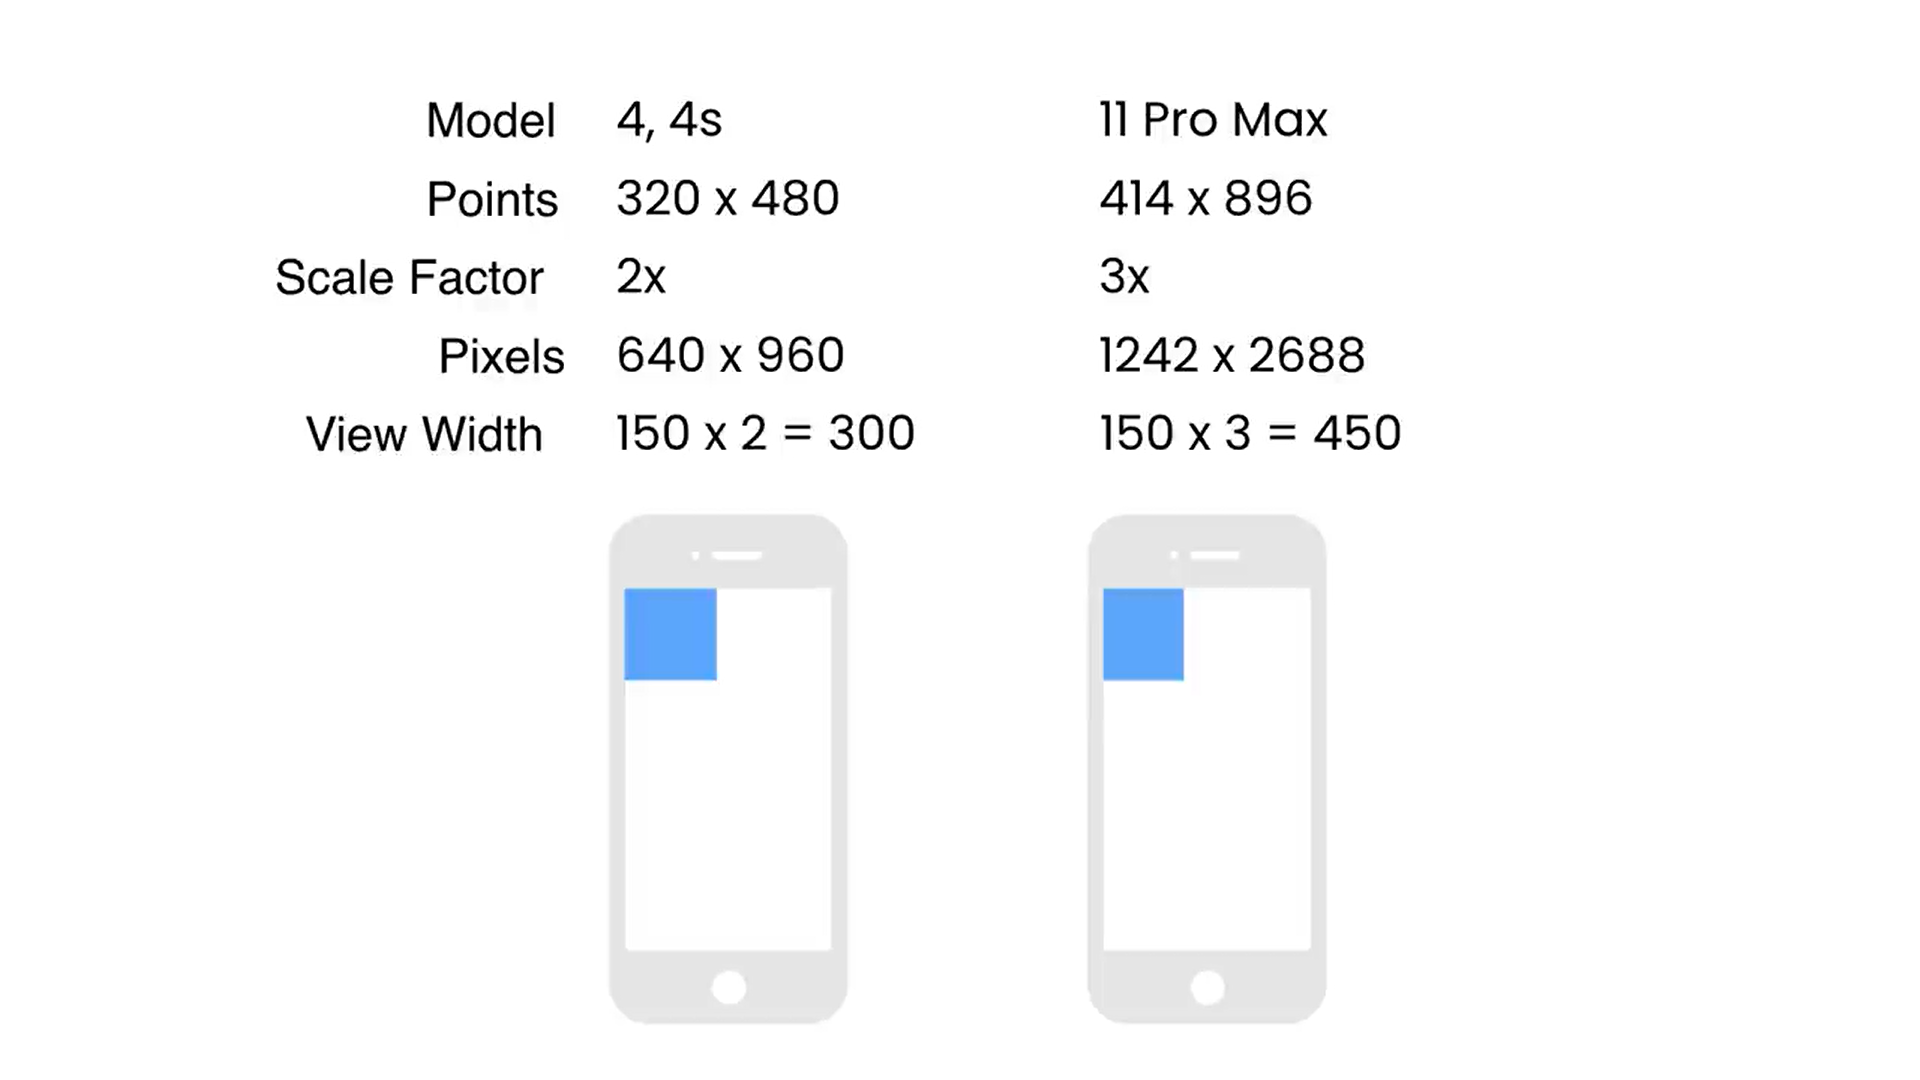 Model 4, 4s 11 Pro Max
Points 320 x 480 414 x 896
Scale Factor 2x 3x
Pixels 640 x 960 1242 x 2688
View Width 150 x 2 = 300 150 x 3 = 450